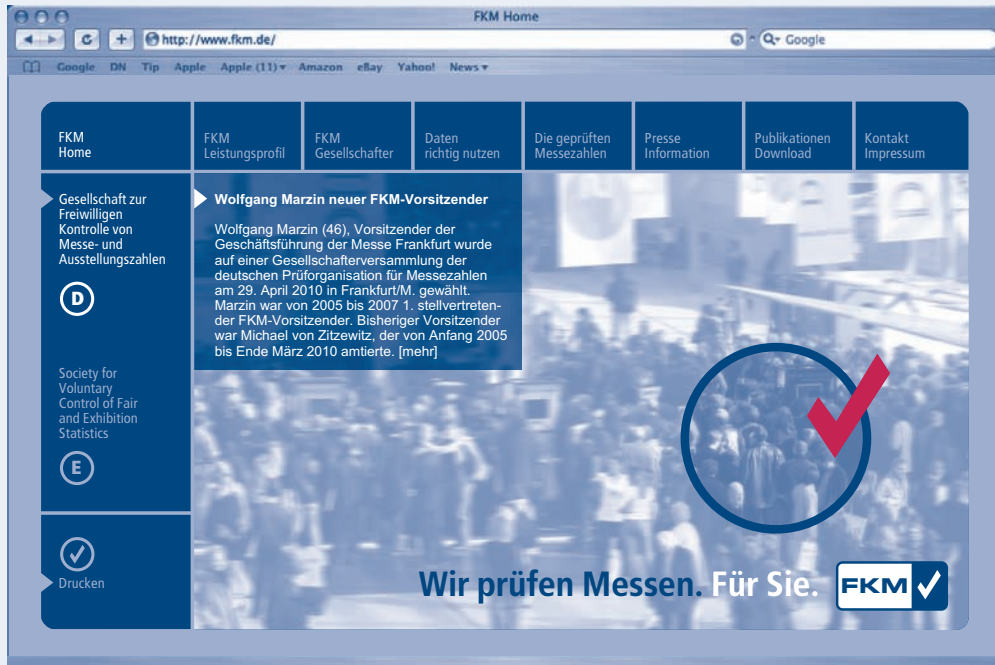 FKM Home
http://www.fkm.de/
Google
Google DN Tip Apple Apple (11) Amazon eBay Yahoo! News
FKM
Home
FKM
Leistungsprofil
FKM
Gesellschafter
Daten
richtig nutzen
Die geprüften
Messezahlen
Presse
Information
Publikationen
Download
Kontakt
Impressum
Gesellschaft zur
Freiwilligen
Kontrolle von
Messe- und
Ausstellungszahlen
D
Society for
Voluntary
Control of Fair
and Exhibition
Statistics
E
Drucken
Wolfgang Marzin neuer FKM-Vorsitzender
Wolfgang Marzin (46), Vorsitzender der
Geschäftsführung der Messe Frankfurt wurde
auf einer Gesellschafterversammlung der
deutschen Prüforganisation für Messezahlen
am 29. April 2010 in Frankfurt/M. gewählt.
Marzin war von 2005 bis 2007 1. stellvertreten-
der FKM-Vorsitzender. Bisheriger Vorsitzender
war Michael von Zitzewitz, der von Anfang 2005
bis Ende März 2010 amtierte. [mehr]
Wir prüfen Messen. Für Sie.
FKM